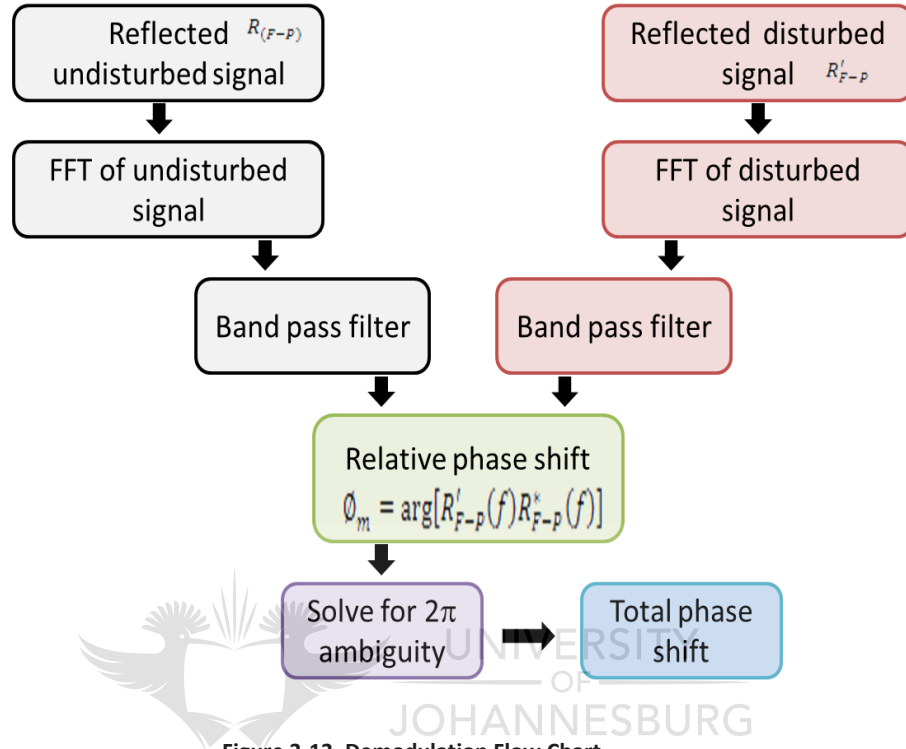 Reflected R(F−P)
undisturbed signal
Reflected disturbed
signal R′F−P
FFT of undisturbed
signal
FFT of disturbed
signal
Band pass filter
Band pass filter
Relative phase shift
∅m = arg[R′F−P(f)R*F−P(f)]
Solve for 2π
ambiguity
Total phase
shift
UNIVERSITY
OF
JOHANNESBURG
Figure 2-12. Demodulation Flow Chart